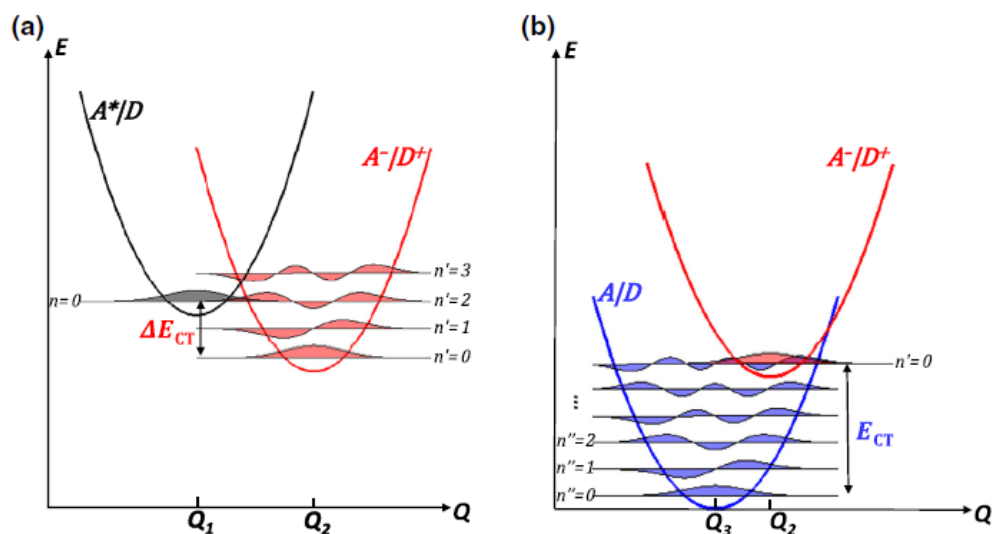 (a)
E
A*/D
A⁻/D⁺
n'=3
n=0
n'=2
ΔE_CT
n'=1
n'=0
Q₁
Q₂
Q
(b)
E
A⁻/D⁺
A/D
n'=0
...
n''=2
E_CT
n''=1
n''=0
Q₃
Q₂
Q